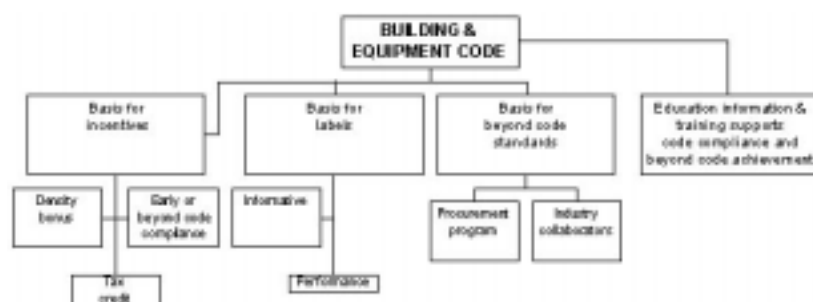 BUILDING &
EQUIPMENT CODE
Basis for
incentives
Basis for
labels
Basis for
beyond code
standards
Education information &
training supports
code compliance and
beyond code achievement
Density
bonus
Early or
beyond code
compliance
Informative
Procurement
program
Industry
collaborators
Tax
credit
Performance